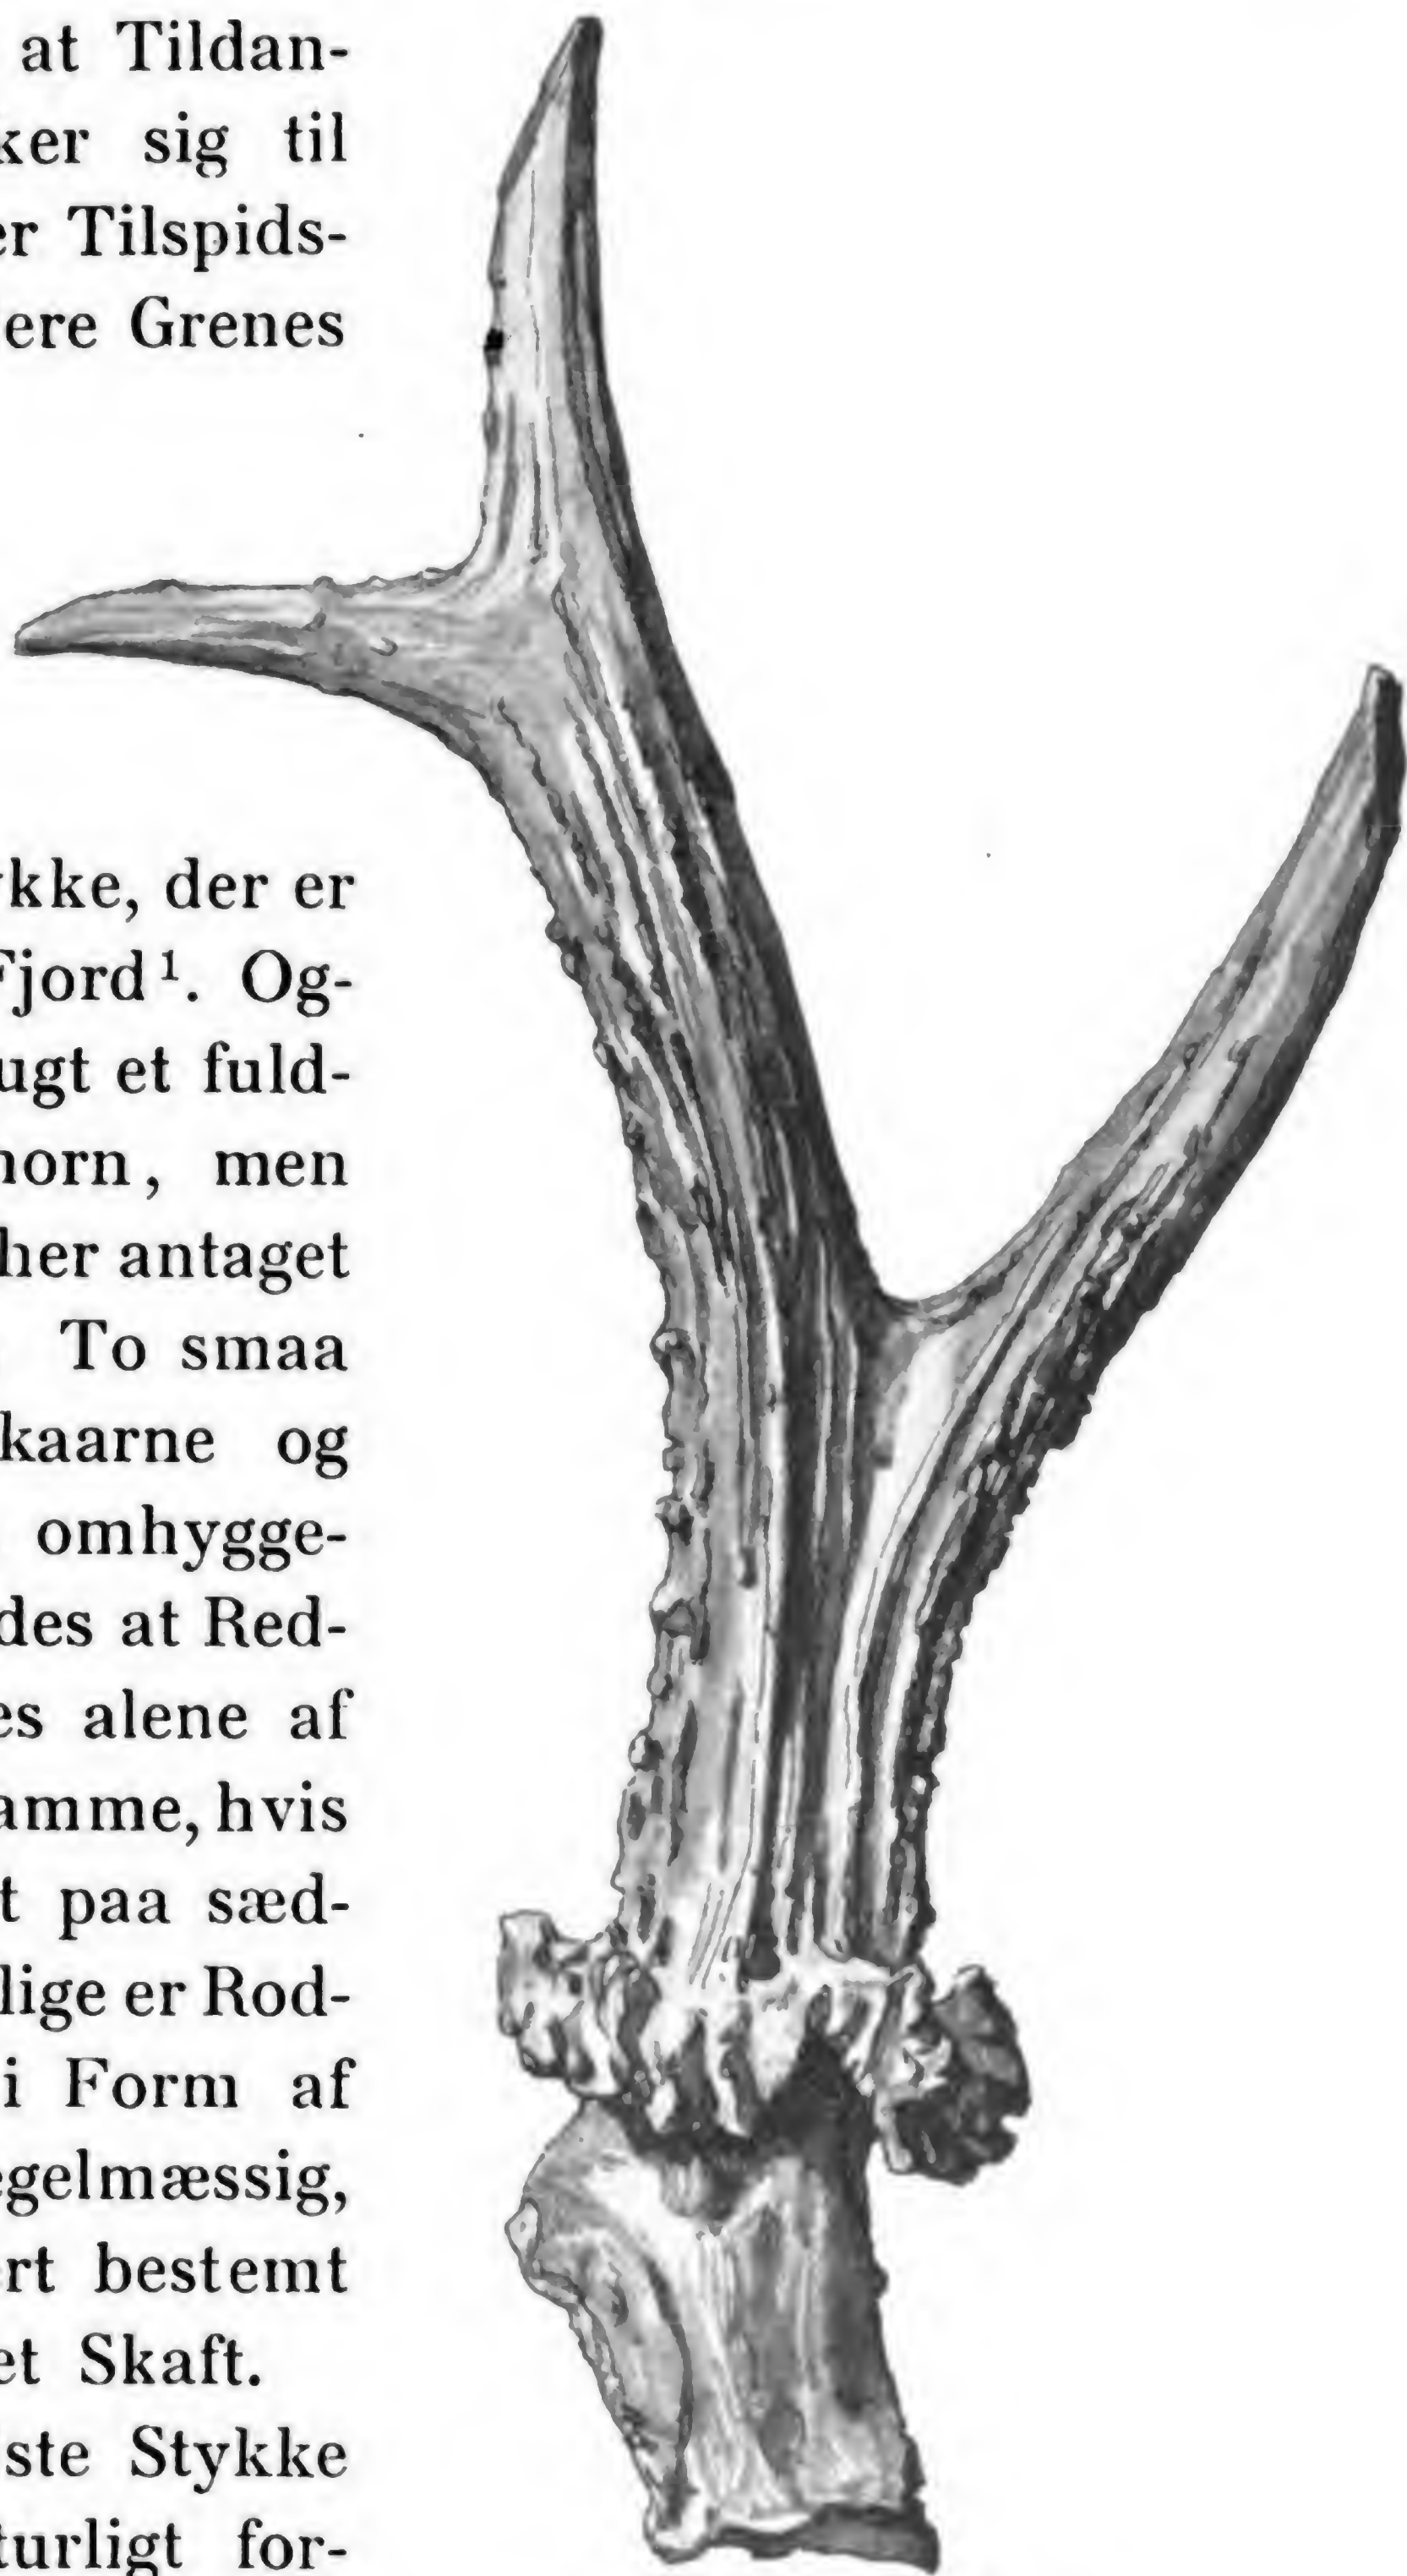 at Tildan-
ker sig til
er Tilspids-
ere Grenes
kke, der er
Fjord¹. Og-
ugt et fuld-
horn, men
her antaget
To smaa
kaarne og
omhygge-
des at Red-
es alene af
amme, hvis
t paa sæd-
lige er Rod-
i Form af
egelmæssig,
rt bestemt
et Skaft.
ste Stykke
turligt for-